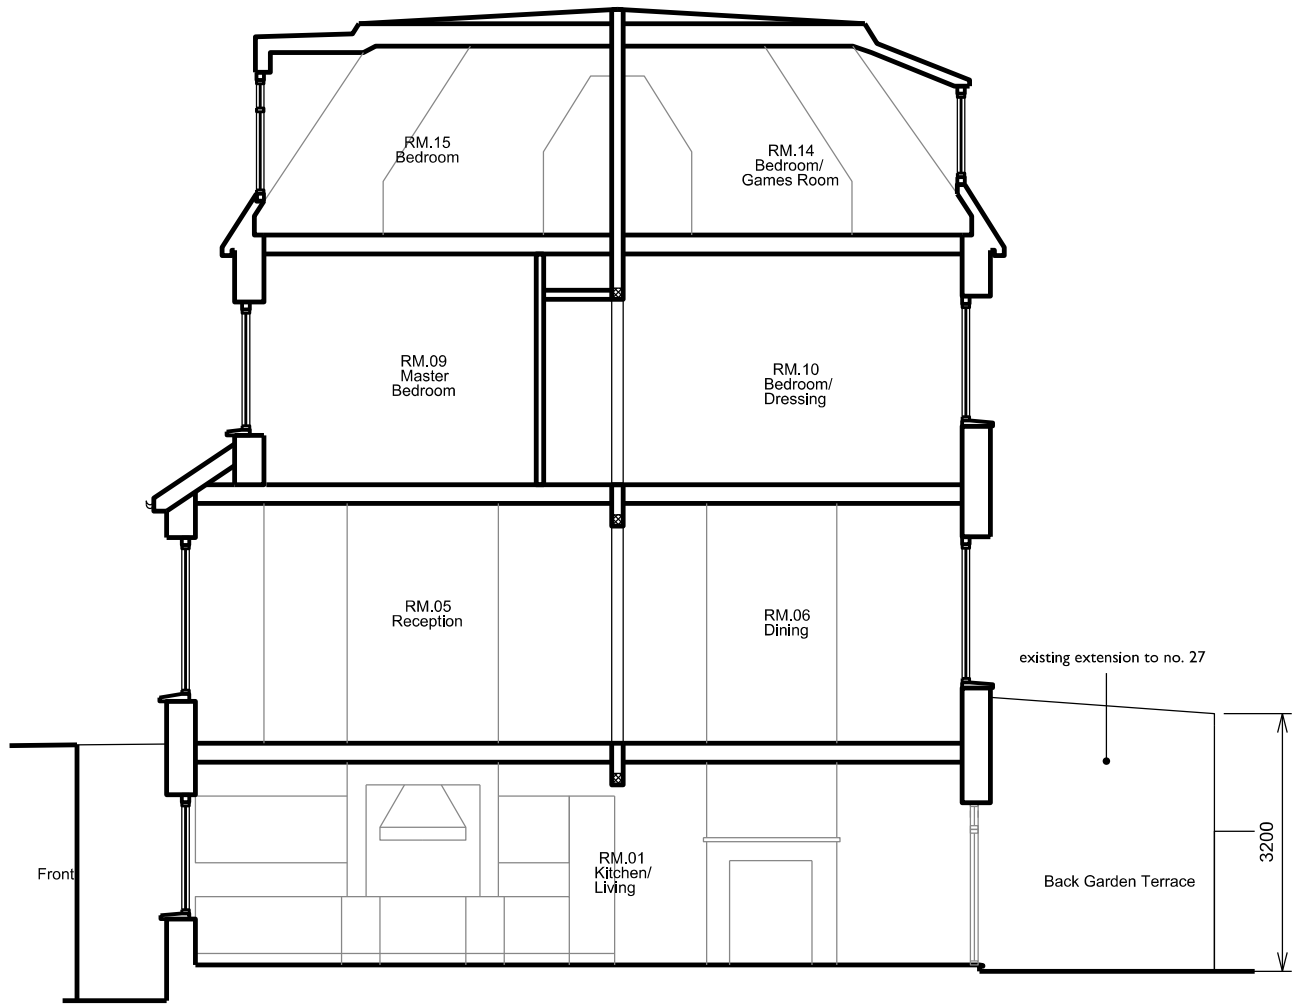 RM.15
Bedroom
RM.14
Bedroom/
Games Room
RM.09
Master
Bedroom
RM.10
Bedroom/
Dressing
RM.05
Reception
RM.06
Dining
existing extension to no. 27
3200
RM.01
Kitchen/
Living
Front
Back Garden Terrace